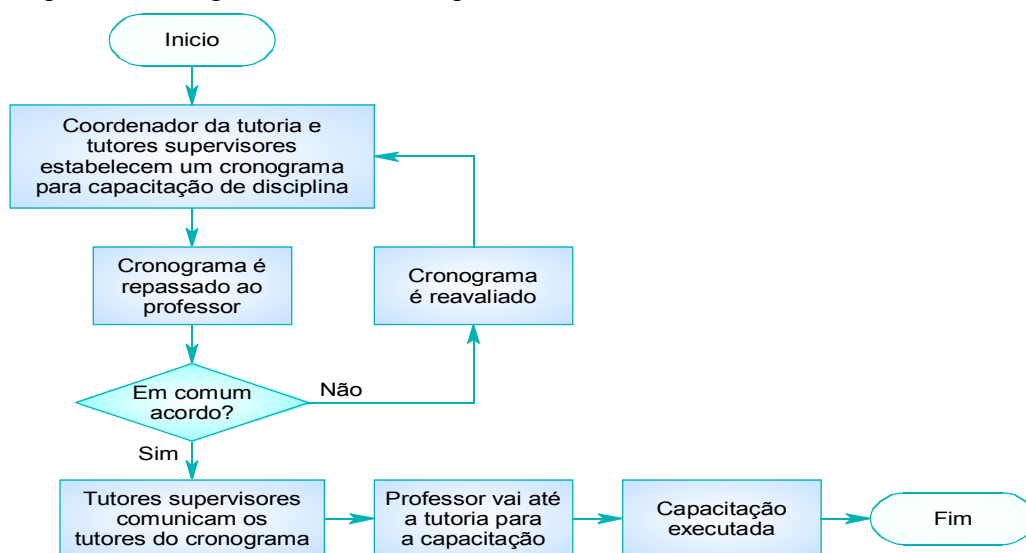 Inicio
Coordenador da tutoria e
tutores supervisores
estabelecem um cronograma
para capacitação de disciplina
Cronograma é
repassado ao
professor
Cronograma
é reavaliado
Em comum
acordo?
Não
Sim
Tutores supervisores
comunicam os
tutores do cronograma
Professor vai até
a tutoria para
a capacitação
Capacitação
executada
Fim